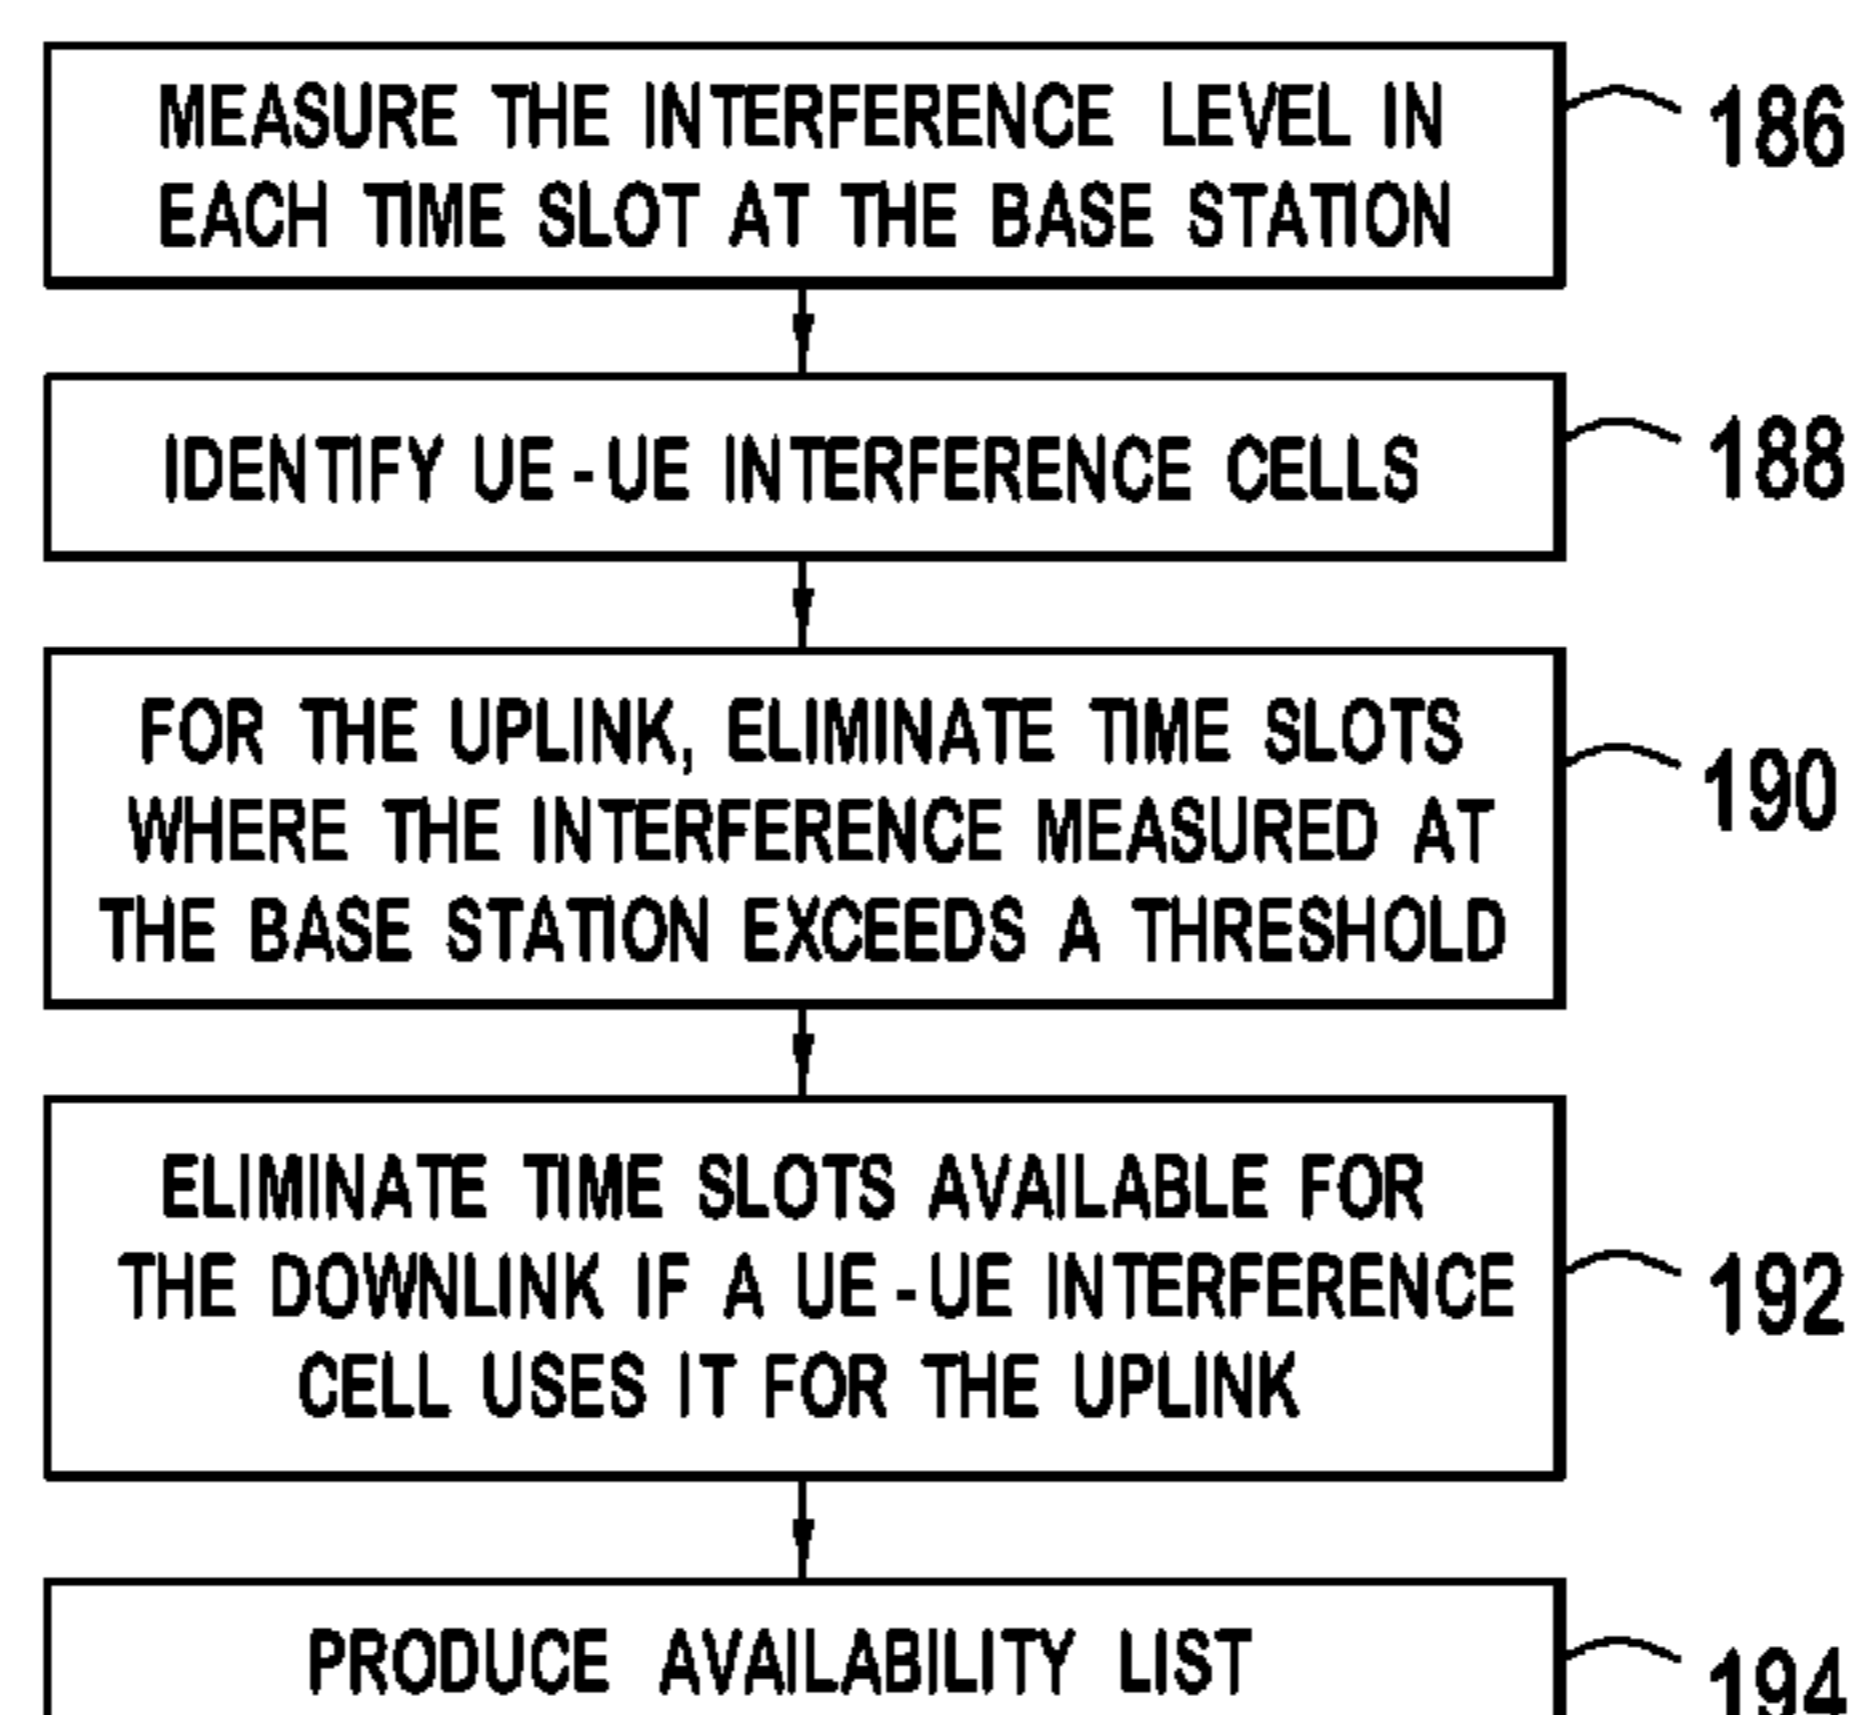 MEASURE THE INTERFERENCE LEVEL IN
EACH TIME SLOT AT THE BASE STATION
186
IDENTIFY UE-UE INTERFERENCE CELLS
188
FOR THE UPLINK, ELIMINATE TIME SLOTS
WHERE THE INTERFERENCE MEASURED AT
THE BASE STATION EXCEEDS A THRESHOLD
190
ELIMINATE TIME SLOTS AVAILABLE FOR
THE DOWNLINK IF A UE-UE INTERFERENCE
CELL USES IT FOR THE UPLINK
192
PRODUCE AVAILABILITY LIST
194